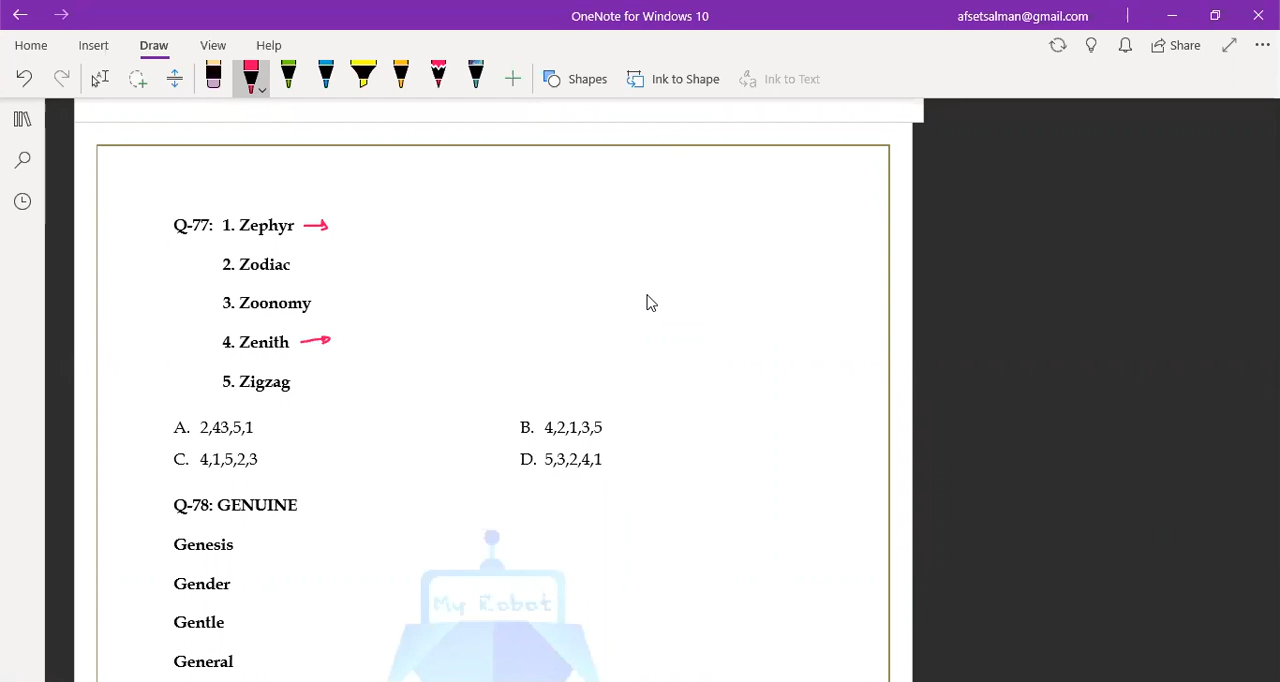 OneNote for Windows 10
afsetsalman@gmail.com
Home Insert Draw View Help
Share
Shapes Ink to Shape Ink to Text
Q-77: 1. Zephyr
2. Zodiac
3. Zoonomy
4. Zenith
5. Zigzag
A. 2,43,5,1 B. 4,2,1,3,5
C. 4,1,5,2,3 D. 5,3,2,4,1
Q-78: GENUINE
Genesis
Gender
My Robot
Gentle
General